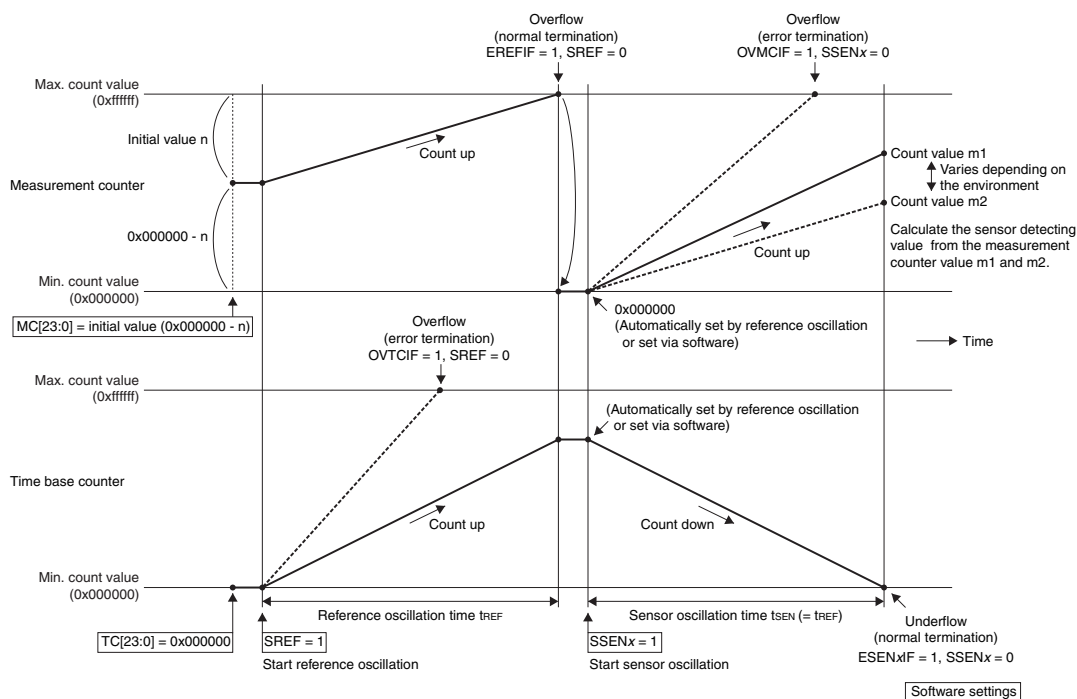 Overflow
(normal termination)
EREFIF = 1, SREF = 0
Overflow
(error termination)
OVMCIF = 1, SSENx = 0
Max. count value
(0xffffff)
Initial value n
Count up
Measurement counter
0x000000 - n
Count value m1
Varies depending on
the environment
Count value m2
Calculate the sensor detecting
value from the measurement
counter value m1 and m2.
Count up
Min. count value
(0x000000)
MC[23:0] = initial value (0x000000 - n)
0x000000
(Automatically set by reference oscillation
or set via software)
Time
Overflow
(error termination)
OVTCIF = 1, SREF = 0
Max. count value
(0xffffff)
(Automatically set by reference oscillation
or set via software)
Time base counter
Count up
Count down
Min. count value
(0x000000)
Reference oscillation time tREF
Sensor oscillation time tSEN (= tREF)
TC[23:0] = 0x000000
SREF = 1
Start reference oscillation
SSENx = 1
Start sensor oscillation
Underflow
(normal termination)
ESENxIF = 1, SSENx = 0
Software settings